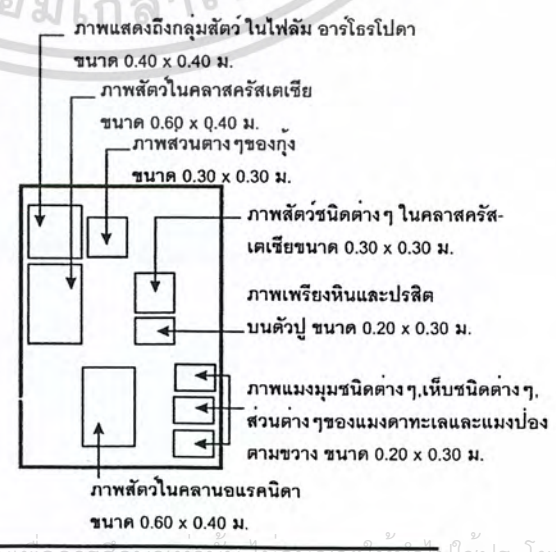 ภาพแสดงถึงกลุ่มสัตว์ ในไฟลัม อาร์โธรโปดา
ขนาด 0.40 x 0.40 ม.
ภาพสัตว์ในคลาสครัสเตเซีย
ขนาด 0.60 x 0.40 ม.
ภาพส่วนต่างๆของกุ้ง
ขนาด 0.30 x 0.30 ม.
ภาพสัตว์ชนิดต่างๆ ในคลาสครัส-
เตเซียขนาด 0.30 x 0.30 ม.
ภาพเพรียงหินและปรสิต
บนตัวปู ขนาด 0.20 x 0.30 ม.
ภาพแมงมุมชนิดต่างๆ,เห็บชนิดต่างๆ,
ส่วนต่างๆของแมงดาทะเลและแมงป่อง
ตามขวาง ขนาด 0.20 x 0.30 ม.
ภาพสัตว์ในคลานอแรคนิดา
ขนาด 0.60 x 0.40 ม.